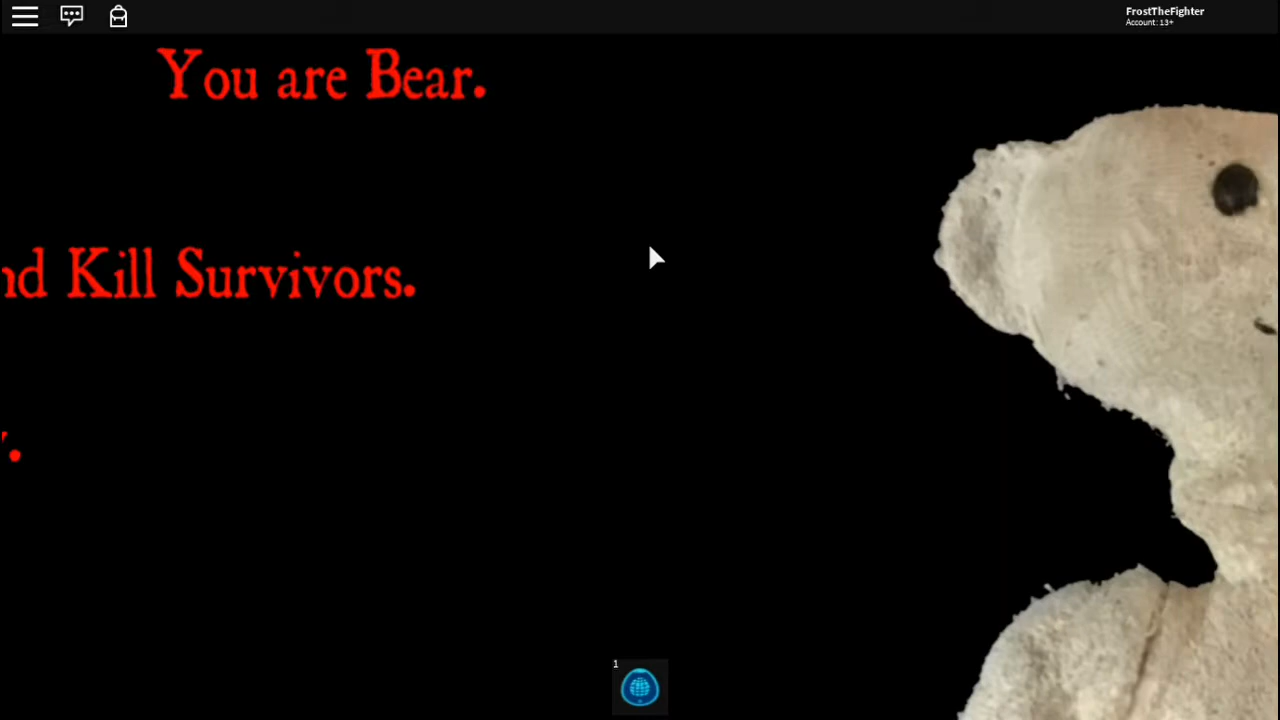 FrostTheFighter
Account: 13+
You are Bear.
nd Kill Survivors.
.
1